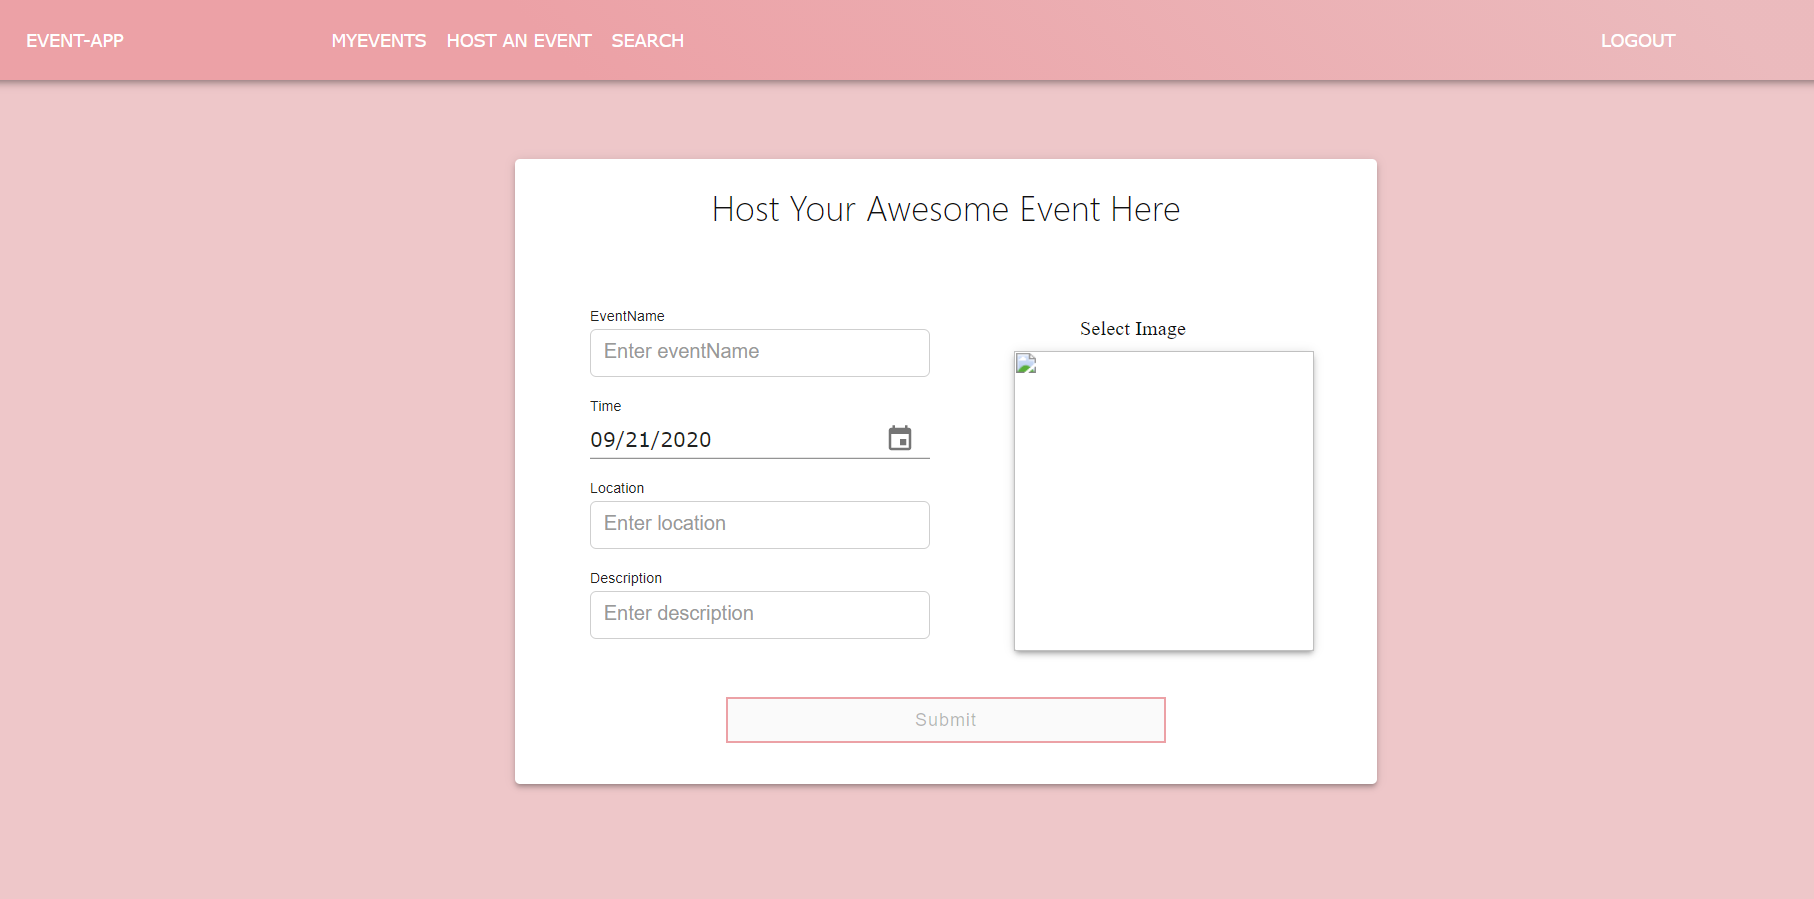 EVENT-APP MYEVENTS HOST AN EVENT SEARCH LOGOUT
Host Your Awesome Event Here
EventName
Enter eventName
Time
09/21/2020
Location
Enter location
Description
Enter description
Select Image
Submit